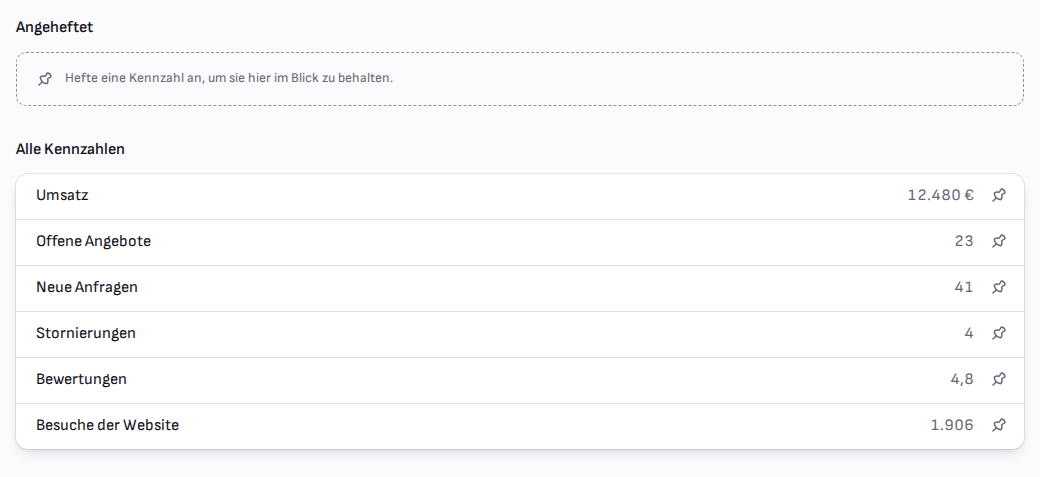 Angeheftet
Hefte eine Kennzahl an, um sie hier im Blick zu behalten.
Alle Kennzahlen
Umsatz 12.480 €
Offene Angebote 23
Neue Anfragen 41
Stornierungen 4
Bewertungen 4,8
Besuche der Website 1.906